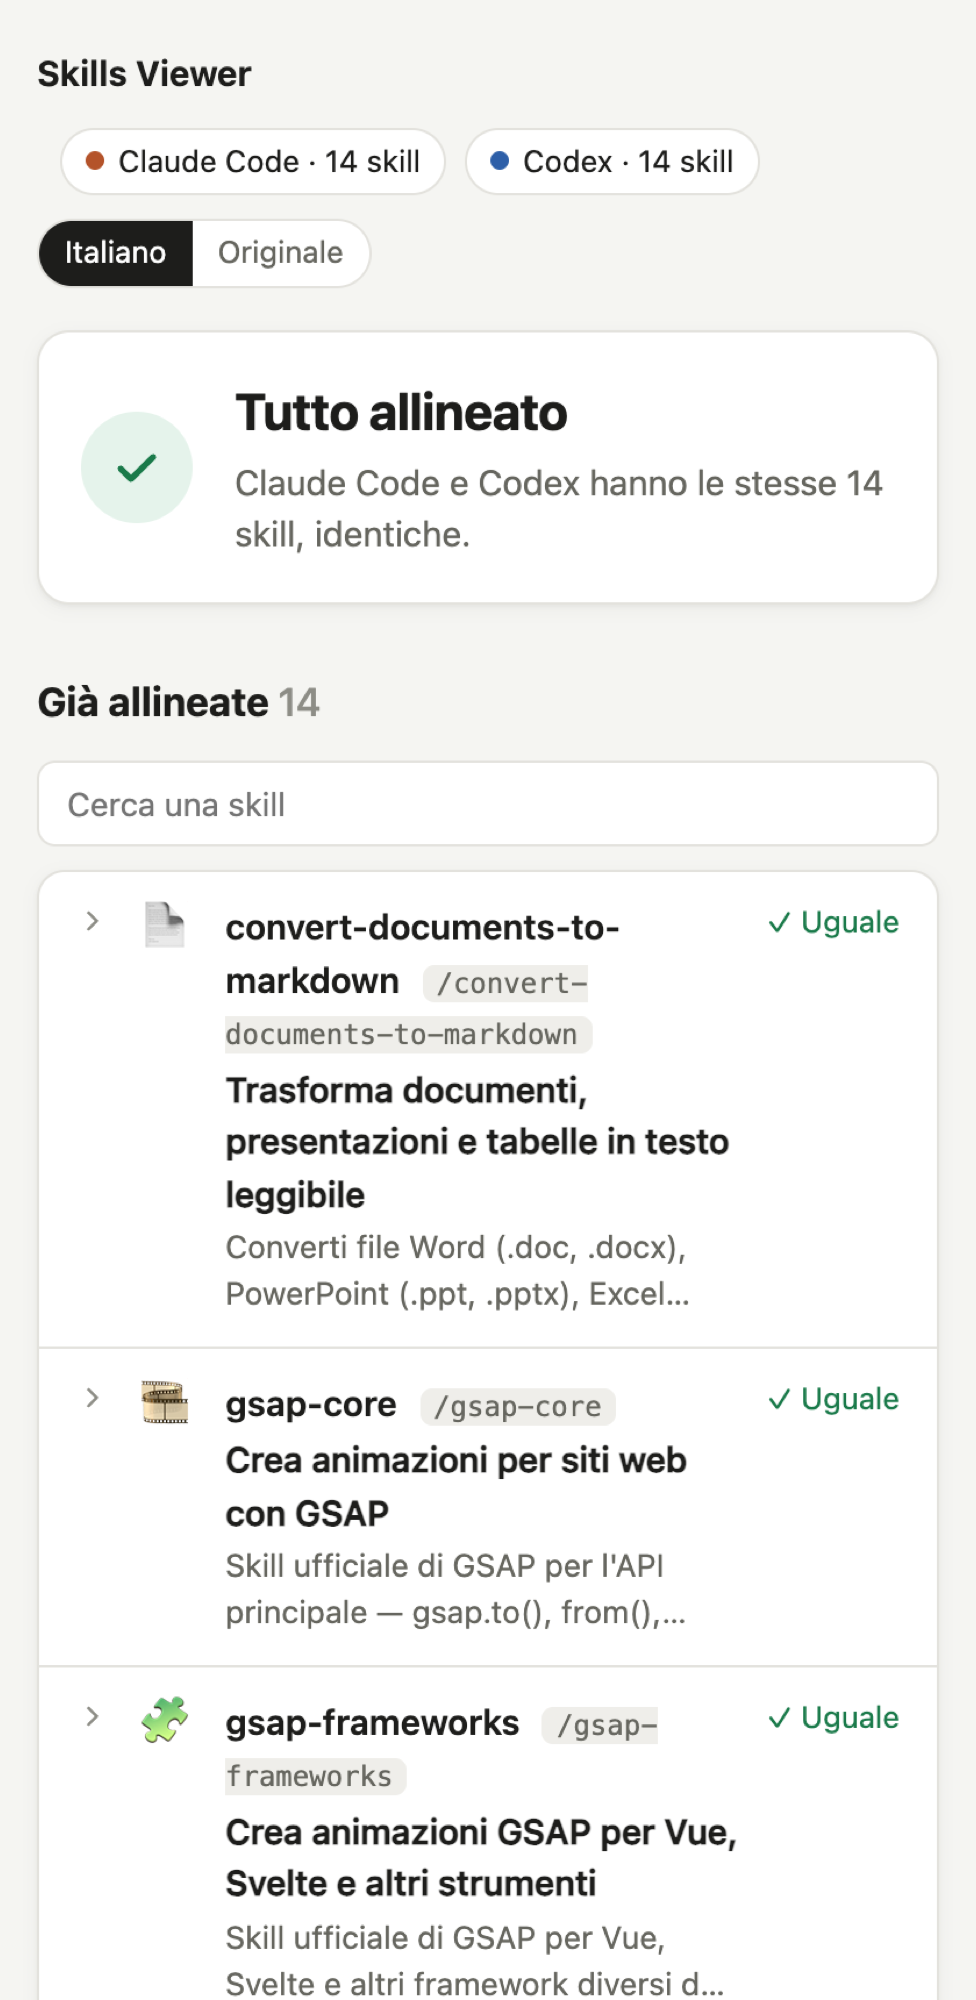 Skills Viewer
Claude Code · 14 skill
Codex · 14 skill
Italiano
Originale
Tutto allineato
Claude Code e Codex hanno le stesse 14
skill, identiche.
Già allineate 14
Cerca una skill
convert-documents-to-
markdown /convert-
documents-to-markdown
✓ Uguale
Trasforma documenti,
presentazioni e tabelle in testo
leggibile
Converti file Word (.doc, .docx),
PowerPoint (.ppt, .pptx), Excel...
gsap-core /gsap-core
✓ Uguale
Crea animazioni per siti web
con GSAP
Skill ufficiale di GSAP per l'API
principale — gsap.to(), from(),...
gsap-frameworks /gsap-
frameworks
✓ Uguale
Crea animazioni GSAP per Vue,
Svelte e altri strumenti
Skill ufficiale di GSAP per Vue,
Svelte e altri framework diversi d...